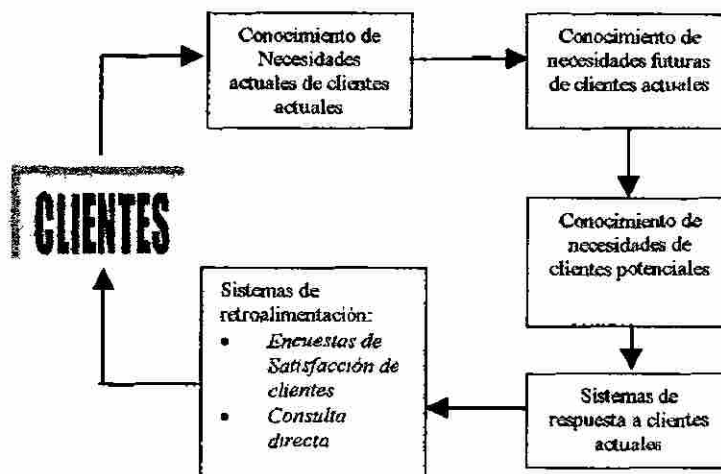 Conocimiento de
Necesidades
actuales de clientes
actuales
Conocimiento de
necesidades futuras
de clientes actuales
CLIENTES
Conocimiento de
necesidades de
clientes potenciales
Sistemas de
retroalimentación:
• Encuestas de
Satisfacción de
clientes
• Consulta
directa
Sistemas de
respuesta a clientes
actuales